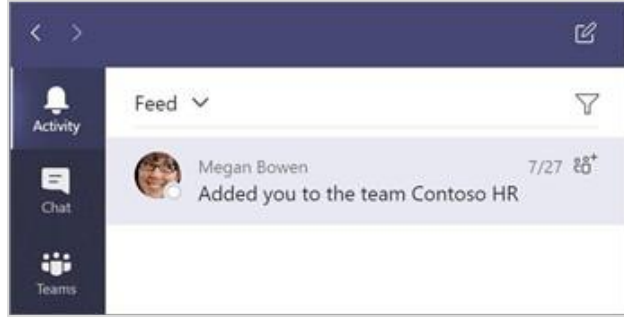 Activity
Feed
Megan Bowen 7/27
Added you to the team Contoso HR
Chat
Teams